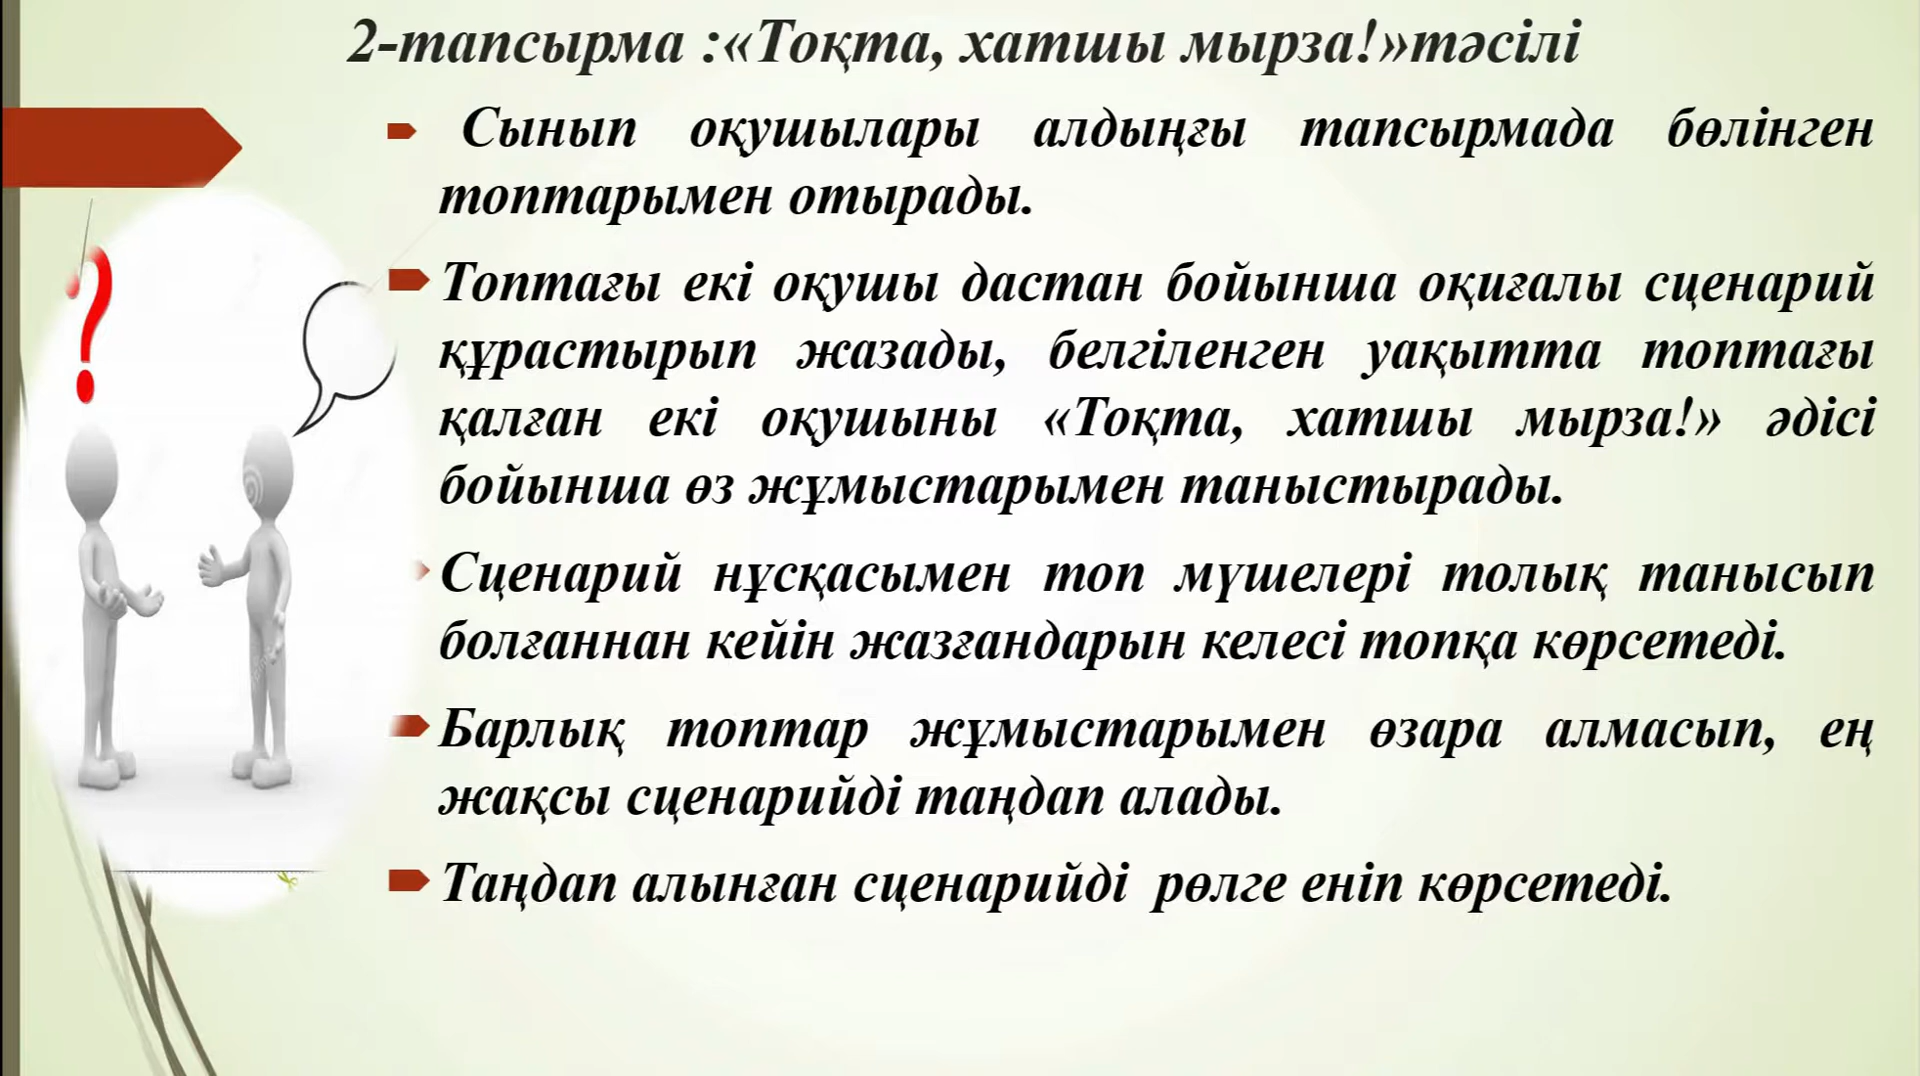 2-тапсырма :«Тоқта, хатшы мырза!»тәсілі
Сынып оқушылары алдыңғы тапсырмада бөлінген
топтарымен отырады.
Топтағы екі оқушы дастан бойынша оқиғалы сценарий
құрастырып жазады, белгіленген уақытта топтағы
қалған екі оқушыны «Тоқта, хатшы мырза!» әдісі
бойынша өз жұмыстарымен таныстырады.
Сценарий нұсқасымен топ мүшелері толық танысып
болғаннан кейін жазғандарын келесі топқа көрсетеді.
Барлық топтар жұмыстарымен өзара алмасып, ең
жақсы сценарийді таңдап алады.
Таңдап алынған сценарийді рөлге еніп көрсетеді.